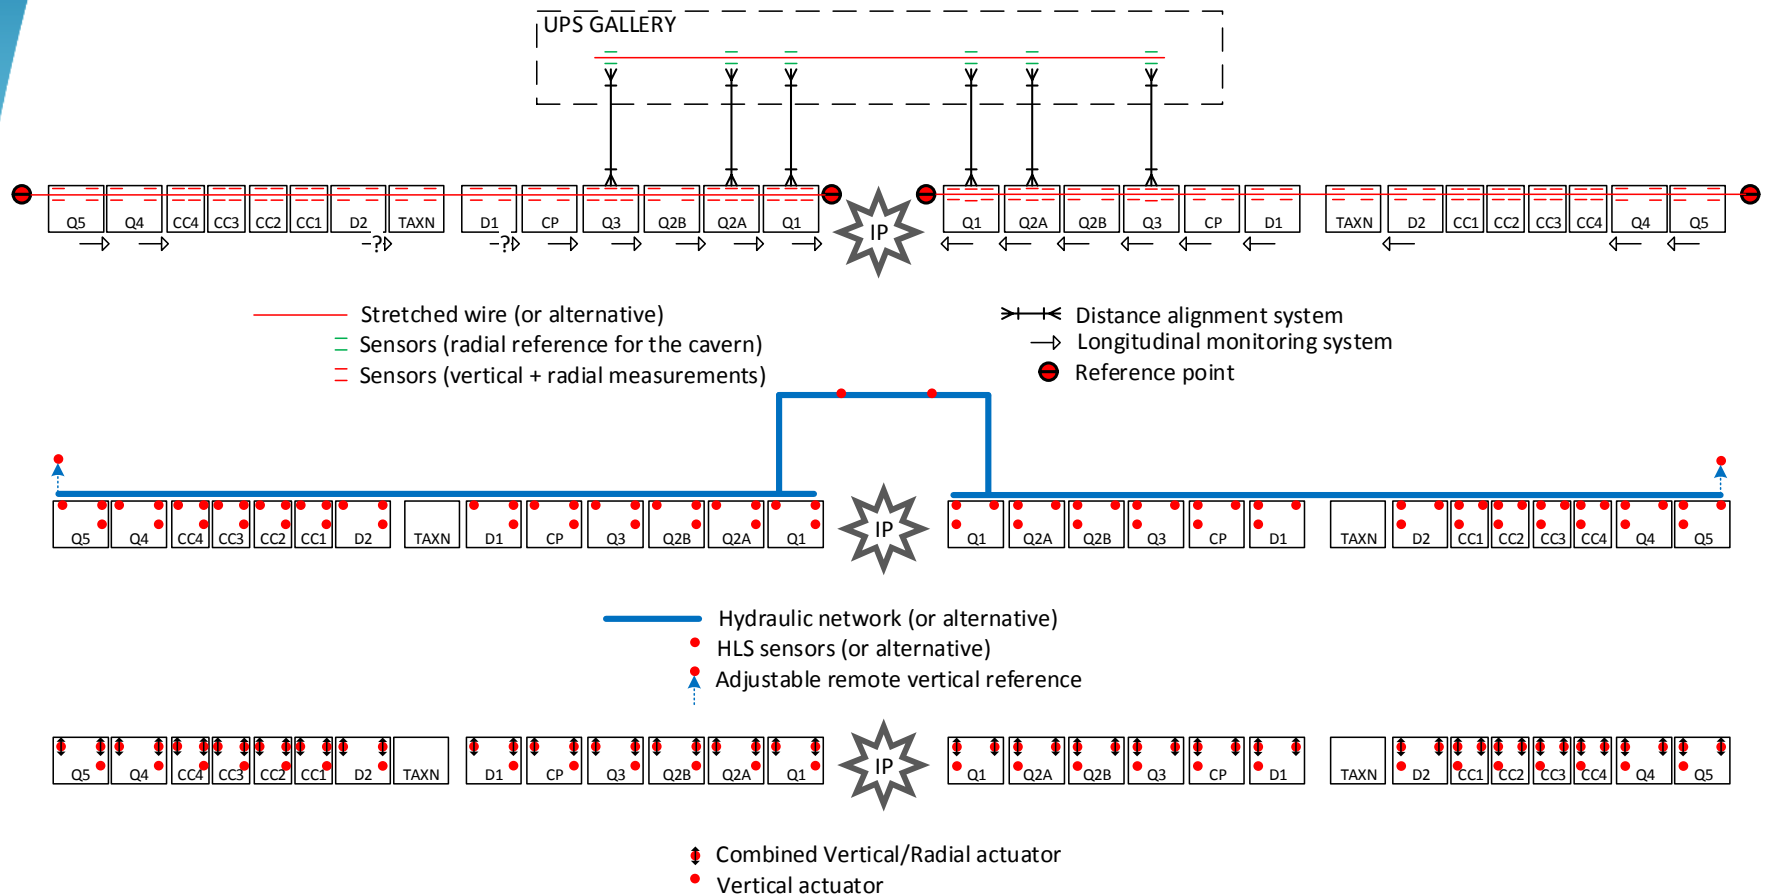 UPS GALLERY
Q5 Q4 CC4 CC3 CC2 CC1 D2 TAXN D1 CP Q3 Q2B Q2A Q1 IP Q1 Q2A Q2B Q3 CP D1 TAXN D2 CC1 CC2 CC3 CC4 Q4 Q5
? ?
Stretched wire (or alternative)
Sensors (radial reference for the cavern)
Sensors (vertical + radial measurements)
Distance alignment system
Longitudinal monitoring system
Reference point
Q5 Q4 CC4 CC3 CC2 CC1 D2 TAXN D1 CP Q3 Q2B Q2A Q1 IP Q1 Q2A Q2B Q3 CP D1 TAXN D2 CC1 CC2 CC3 CC4 Q4 Q5
Hydraulic network (or alternative)
HLS sensors (or alternative)
Adjustable remote vertical reference
Q5 Q4 CC4 CC3 CC2 CC1 D2 TAXN D1 CP Q3 Q2B Q2A Q1 IP Q1 Q2A Q2B Q3 CP D1 TAXN D2 CC1 CC2 CC3 CC4 Q4 Q5
Combined Vertical/Radial actuator
Vertical actuator